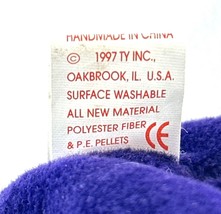 HANDMADE IN CHINA
© 1997 TY INC.,
OAKBROOK, IL. U.S.A.
SURFACE WASHABLE
ALL NEW MATERIAL
POLYESTER FIBER
& P.E. PELLETS CE